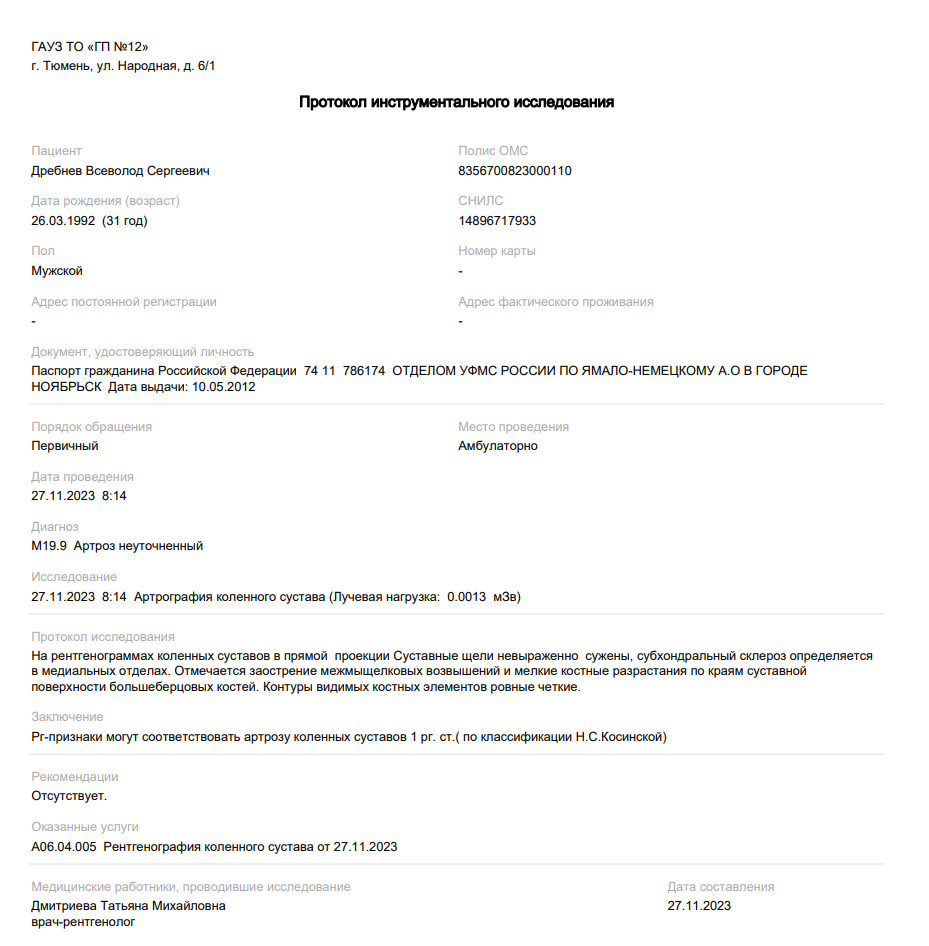 ГАУЗ ТО «ГП №12»
г. Тюмень, ул. Народная, д. 6/1
Протокол инструментального исследования
Пациент
Полис ОМС
Дребнев Всеволод Сергеевич
8356700823000110
Дата рождения (возраст)
СНИЛС
26.03.1992 (31 год)
14896717933
Пол
Номер карты
Мужской
-
Адрес постоянной регистрации
Адрес фактического проживания
-
-
Документ, удостоверяющий личность
Паспорт гражданина Российской Федерации 74 11 786174 ОТДЕЛОМ УФМС РОССИИ ПО ЯМАЛО-НЕМЕЦКОМУ А.О В ГОРОДЕ
НОЯБРЬСК Дата выдачи: 10.05.2012
Порядок обращения
Место проведения
Первичный
Амбулаторно
Дата проведения
27.11.2023 8:14
Диагноз
M19.9 Артроз неуточненный
Исследование
27.11.2023 8:14 Артрография коленного сустава (Лучевая нагрузка: 0.0013 мЗв)
Протокол исследования
На рентгенограммах коленных суставов в прямой проекции Суставные щели невыраженно сужены, субхондральный склероз определяется
в медиальных отделах. Отмечается заострение межмыщелковых возвышений и мелкие костные разрастания по краям суставной
поверхности большеберцовых костей. Контуры видимых костных элементов ровные четкие.
Заключение
Рг-признаки могут соответствовать артрозу коленных суставов 1 рг. ст.( по классификации Н.С.Косинской)
Рекомендации
Отсутствует.
Оказанные услуги
A06.04.005 Рентгенография коленного сустава от 27.11.2023
Медицинские работники, проводившие исследование
Дата составления
Дмитриева Татьяна Михайловна
27.11.2023
врач-рентгенолог